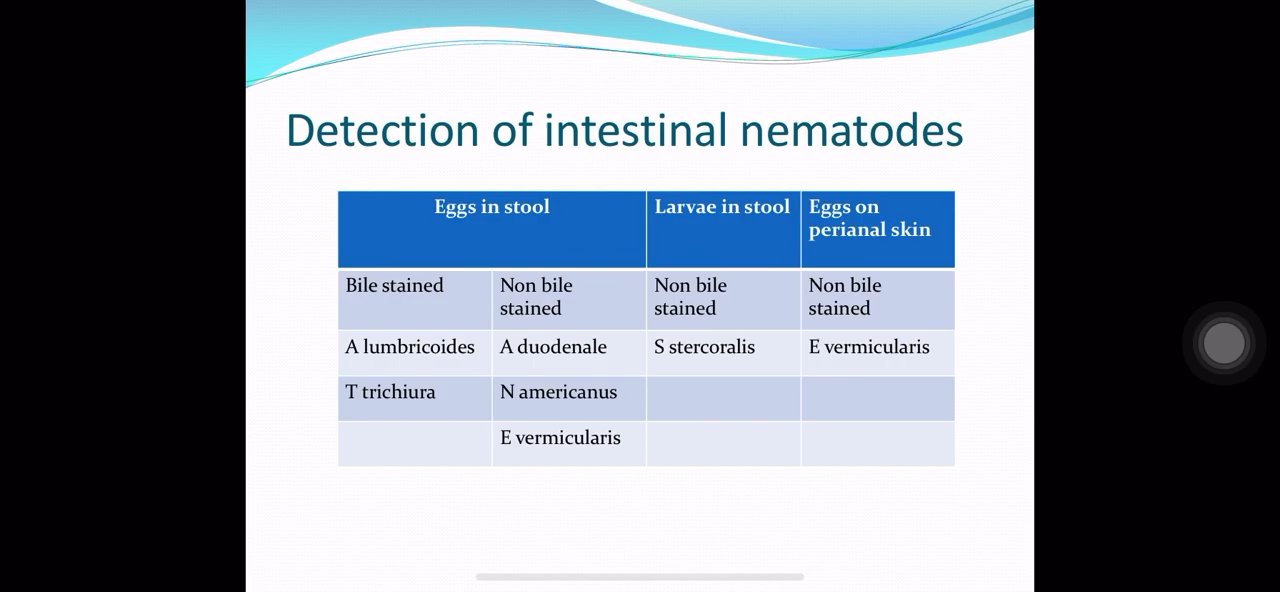 Detection of intestinal nematodes
Eggs in stool
Larvae in stool
Eggs on
perianal skin
Bile stained
Non bile
stained
Non bile
stained
Non bile
stained
A lumbricoides
A duodenale
S stercoralis
E vermicularis
T trichiura
N americanus
E vermicularis